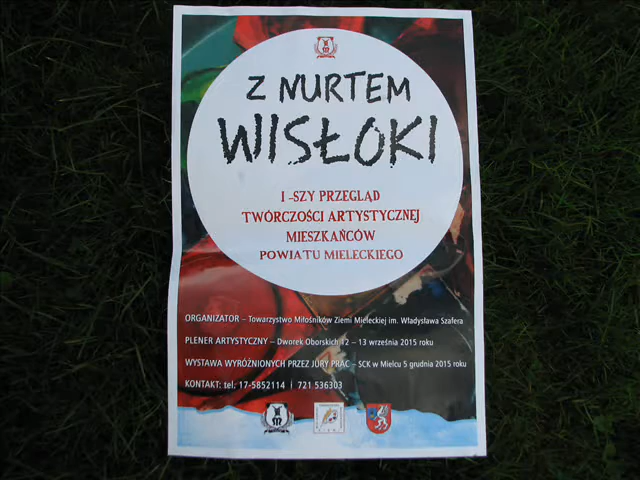 Z NURTEM
WISŁOKI
I -SZY PRZEGLĄD
TWÓRCZOŚCI ARTYSTYCZNEJ
MIESZKAŃCÓW
POWIATU MIELECKIEGO
ORGANIZATOR – Towarzystwo Miłośników Ziemi Mieleckiej im. Władysława Szafera
PLENER ARTYSTYCZNY – Dworek Oborskich 12 – 13 września 2015 roku
WYSTAWA WYRÓŻNIONYCH PRZEZ JURY PRAC – SCK w Mielcu 5 grudnia 2015 roku
KONTAKT: tel. 17-5852114 | 721 536303